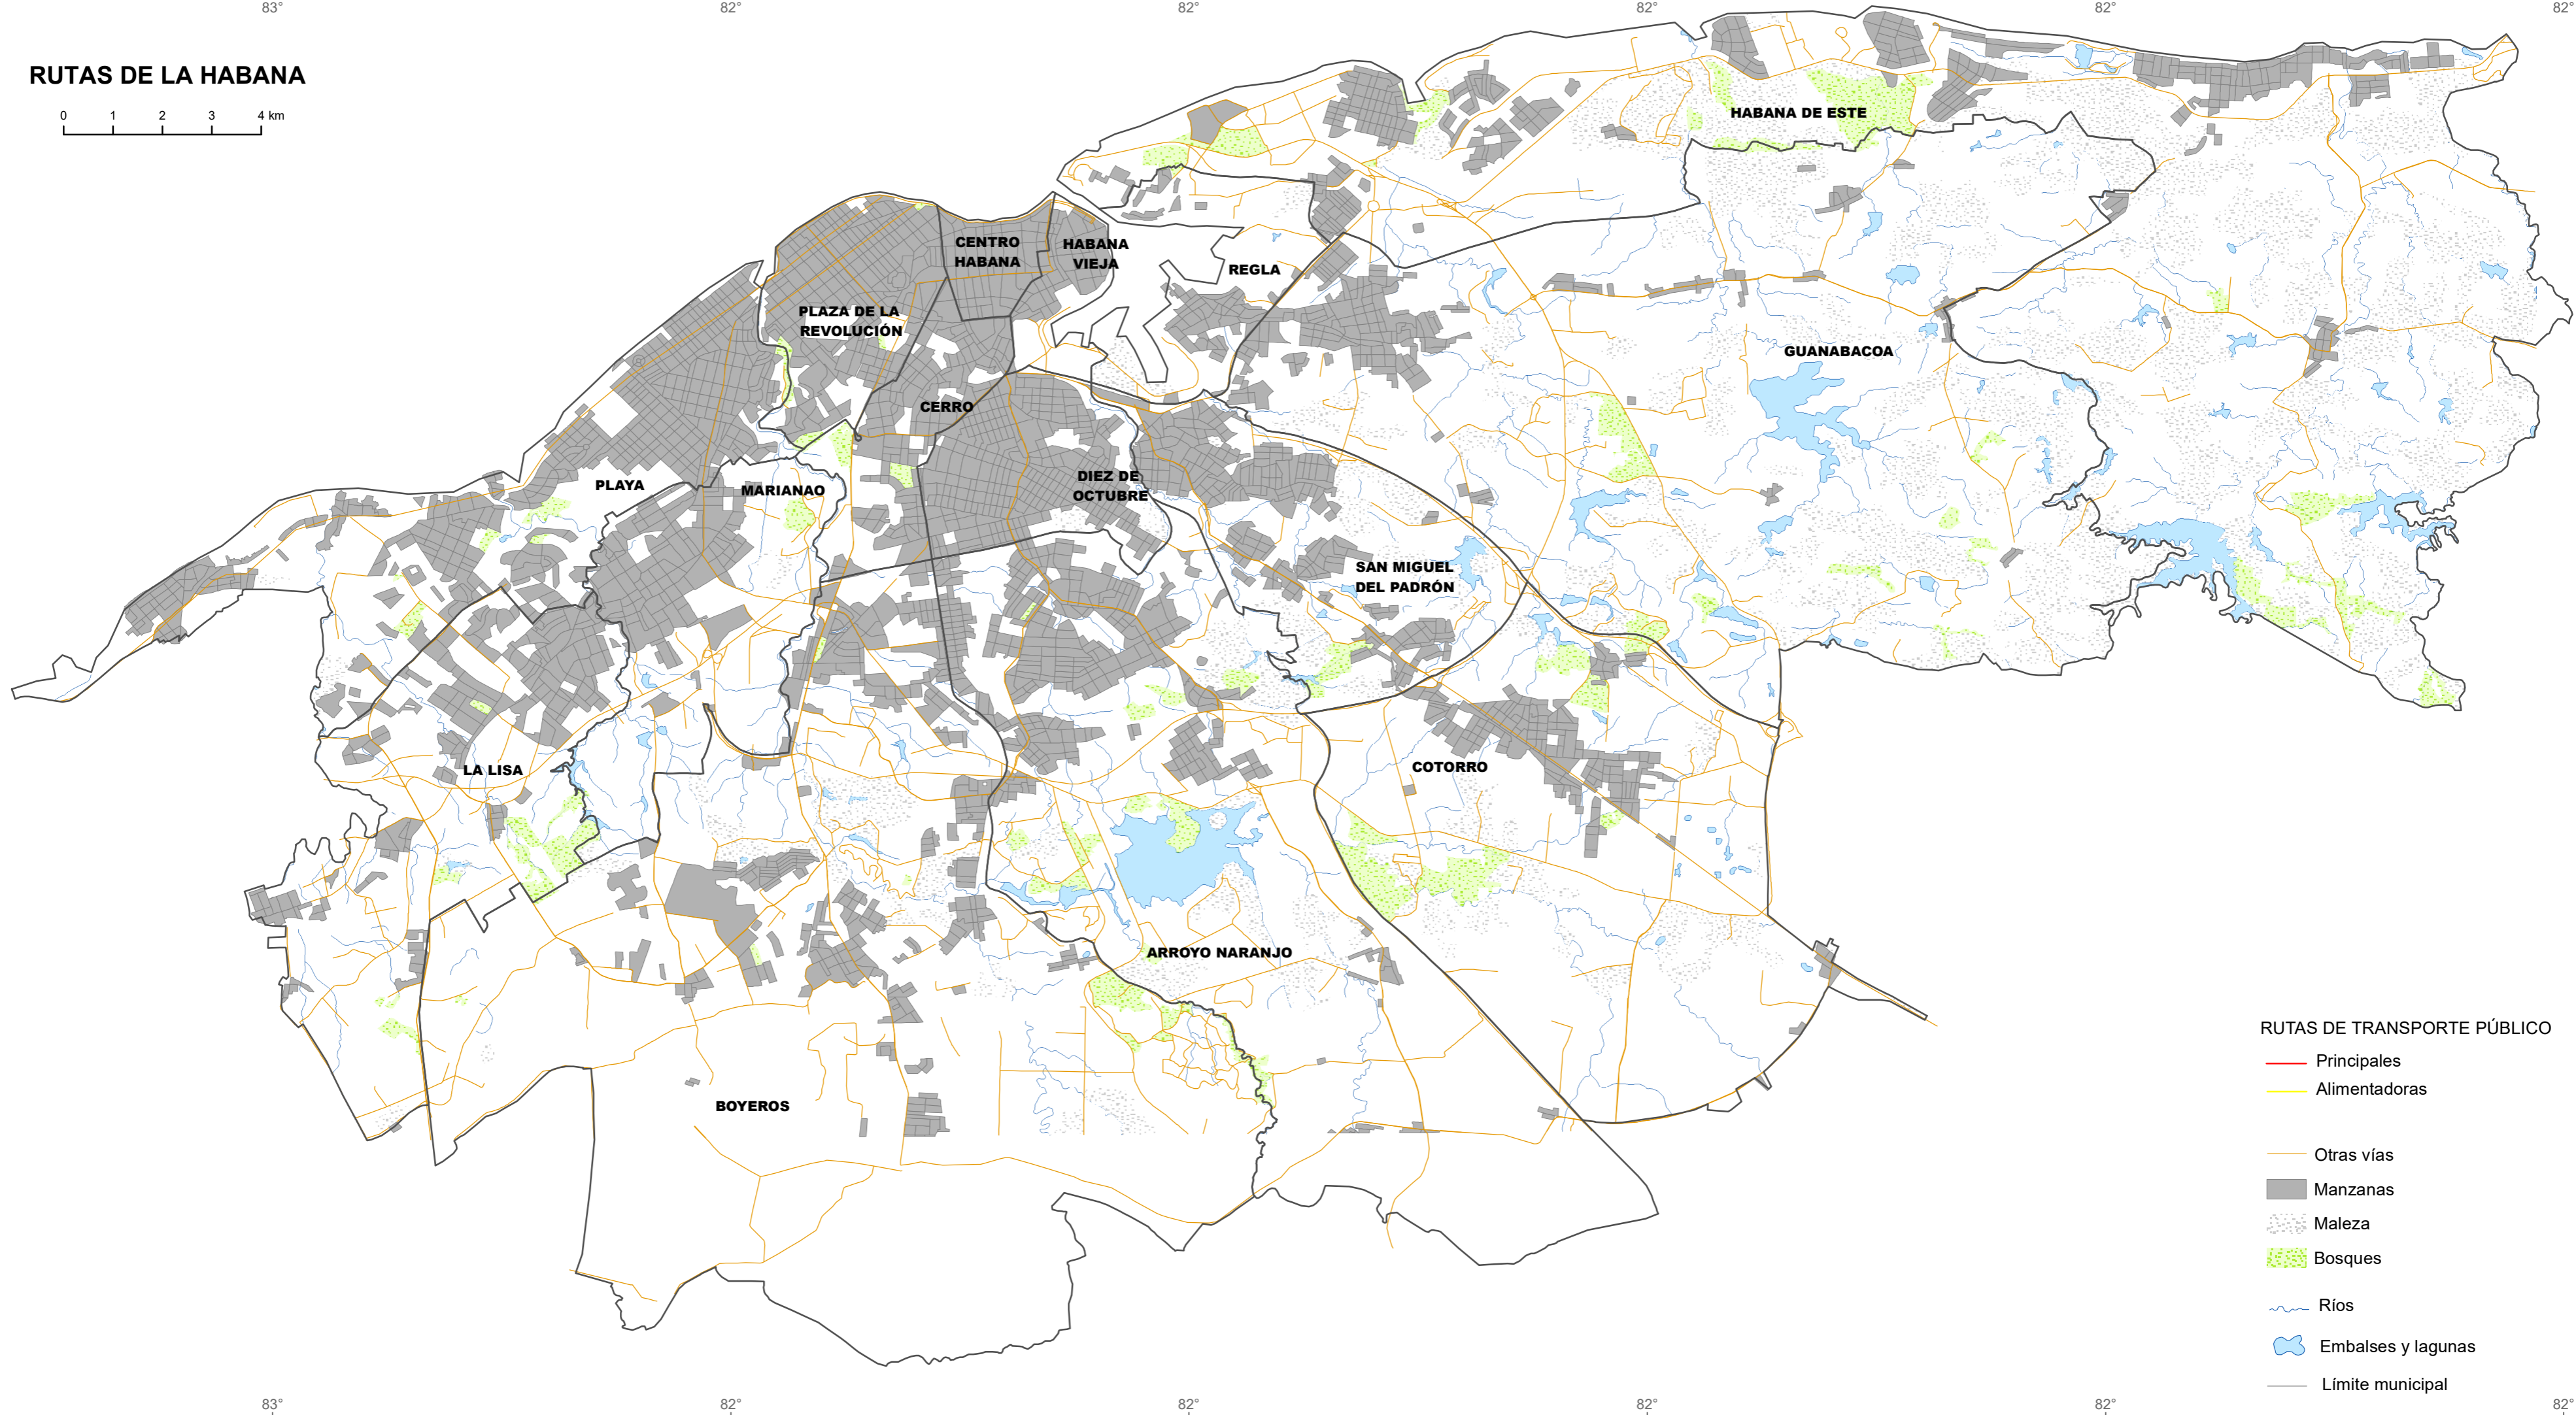 83° 82° 82° 82° 82° 82°
RUTAS DE LA HABANA
0 1 2 3 4 km
HABANA DE ESTE
CENTRO
HABANA
HABANA
VIEJA
REGLA
PLAZA DE LA
REVOLUCIÓN
GUANABACOA
CERRO
PLAYA
MARIANAO
DIEZ DE
OCTUBRE
SAN MIGUEL
DEL PADRÓN
LA LISA
COTORRO
ARROYO NARANJO
BOYEROS
RUTAS DE TRANSPORTE PÚBLICO
Principales
Alimentadoras
Otras vías
Manzanas
Maleza
Bosques
Ríos
Embalses y lagunas
Límite municipal
83° 82° 82° 82° 82° 82°